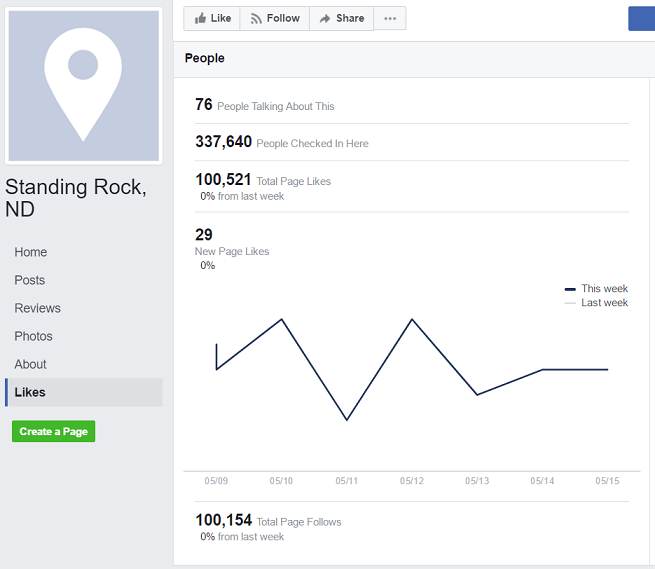 Like
Follow
Share
People
76 People Talking About This
337,640 People Checked In Here
100,521 Total Page Likes
0% from last week
29
New Page Likes
0%
This week
Last week
05/09 05/10 05/11 05/12 05/13 05/14 05/15
100,154 Total Page Follows
0% from last week
Standing Rock,
ND
Home
Posts
Reviews
Photos
About
Likes
Create a Page